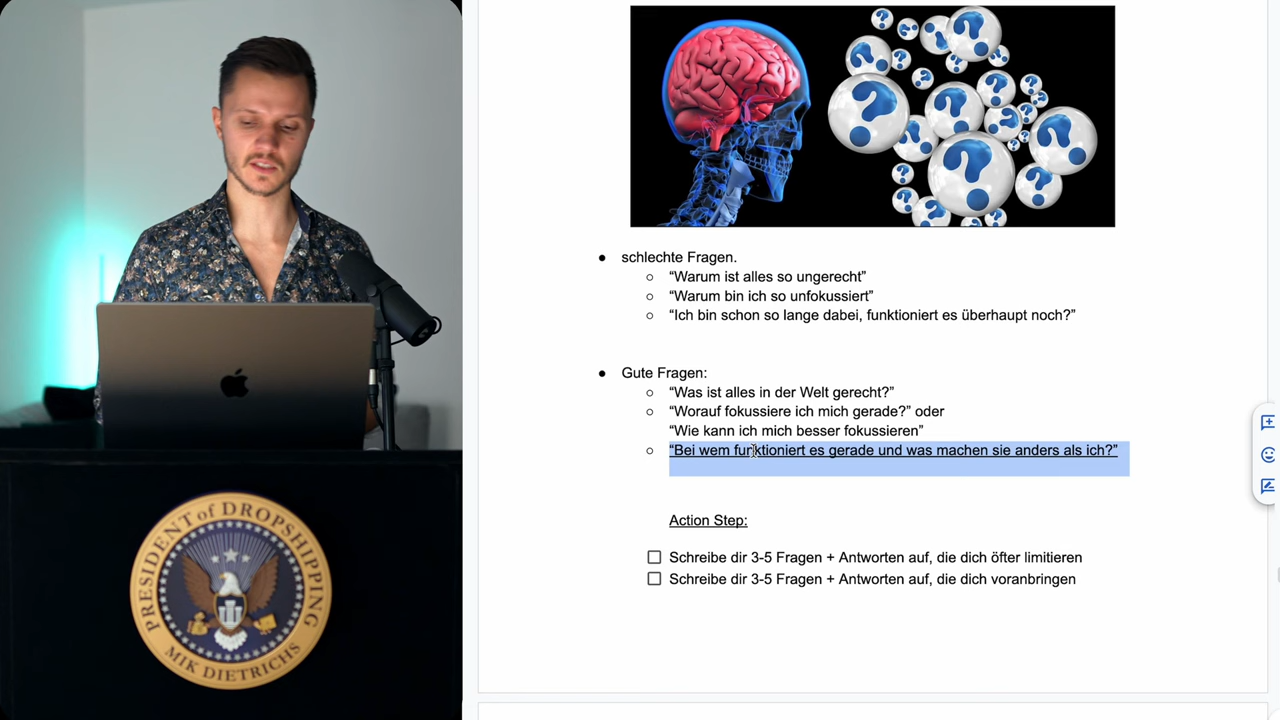 schlechte Fragen.
“Warum ist alles so ungerecht”
“Warum bin ich so unfokussiert”
“Ich bin schon so lange dabei, funktioniert es überhaupt noch?”
Gute Fragen:
“Was ist alles in der Welt gerecht?”
“Worauf fokussiere ich mich gerade?” oder
“Wie kann ich mich besser fokussieren”
“Bei wem funktioniert es gerade und was machen sie anders als ich?”
Action Step:
Schreibe dir 3-5 Fragen + Antworten auf, die dich öfter limitieren
Schreibe dir 3-5 Fragen + Antworten auf, die dich voranbringen
PRESIDENT of DROPSHIPPING
MIK DIETRICHS